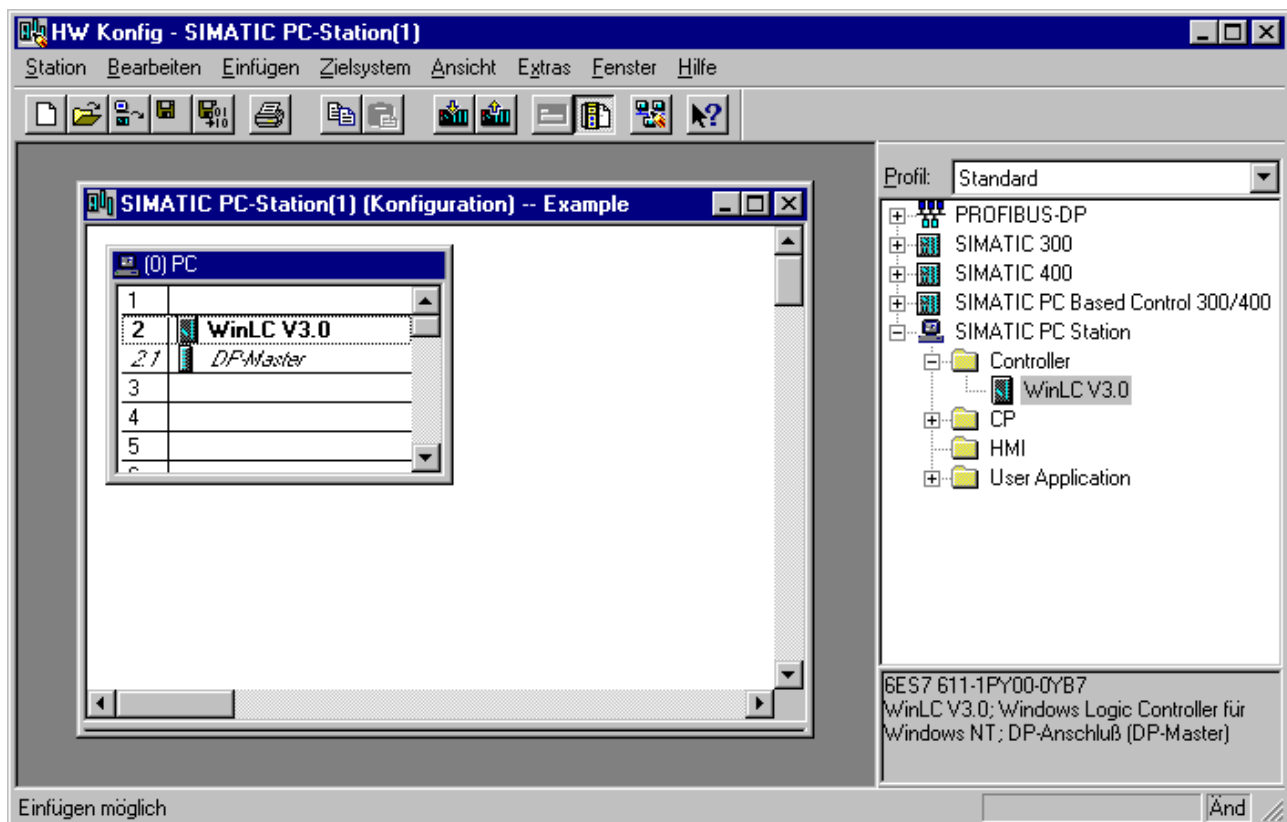 HW Konfig - SIMATIC PC-Station(1)
Station Bearbeiten Einfügen Zielsystem Ansicht Extras Fenster Hilfe
SIMATIC PC-Station(1) (Konfiguration) -- Example
(0) PC
1
2 WinLC V3.0
2.1 DP-Master
3
4
5
Profil: Standard
PROFIBUS-DP
SIMATIC 300
SIMATIC 400
SIMATIC PC Based Control 300/400
SIMATIC PC Station
Controller
WinLC V3.0
CP
HMI
User Application
6ES7 611-1PY00-0YB7
WinLC V3.0; Windows Logic Controller für
Windows NT; DP-Anschluß (DP-Master)
Einfügen möglich
Änd